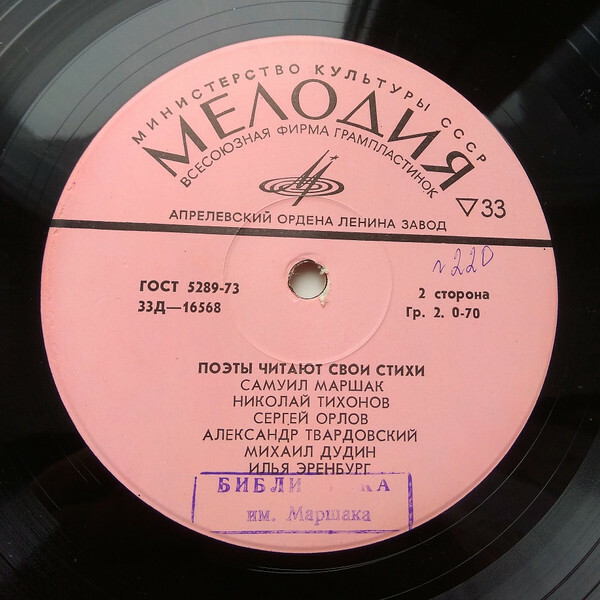 МИНИСТЕРСТВО КУЛЬТУРЫ СССР
МЕЛОДИЯ
ВСЕСОЮЗНАЯ ФИРМА ГРАМПЛАСТИНОК
▽33
АПРЕЛЕВСКИЙ ОРДЕНА ЛЕНИНА ЗАВОД
№220
ГОСТ 5289-73
2 сторона
33Д—16568
Гр. 2. 0-70
ПОЭТЫ ЧИТАЮТ СВОИ СТИХИ
САМУИЛ МАРШАК
НИКОЛАЙ ТИХОНОВ
СЕРГЕЙ ОРЛОВ
АЛЕКСАНДР ТВАРДОВСКИЙ
МИХАИЛ ДУДИН
ИЛЬЯ ЭРЕНБУРГ
им. Маршака